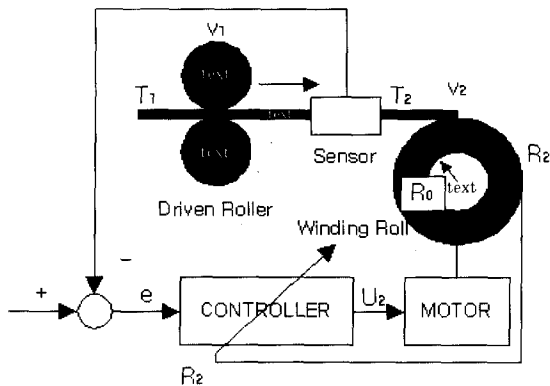 V1
text
T1
text
T2
V2
text
Sensor
R2
R0
text
Driven Roller
Winding Roll
−
+
e
CONTROLLER
U2
MOTOR
R2